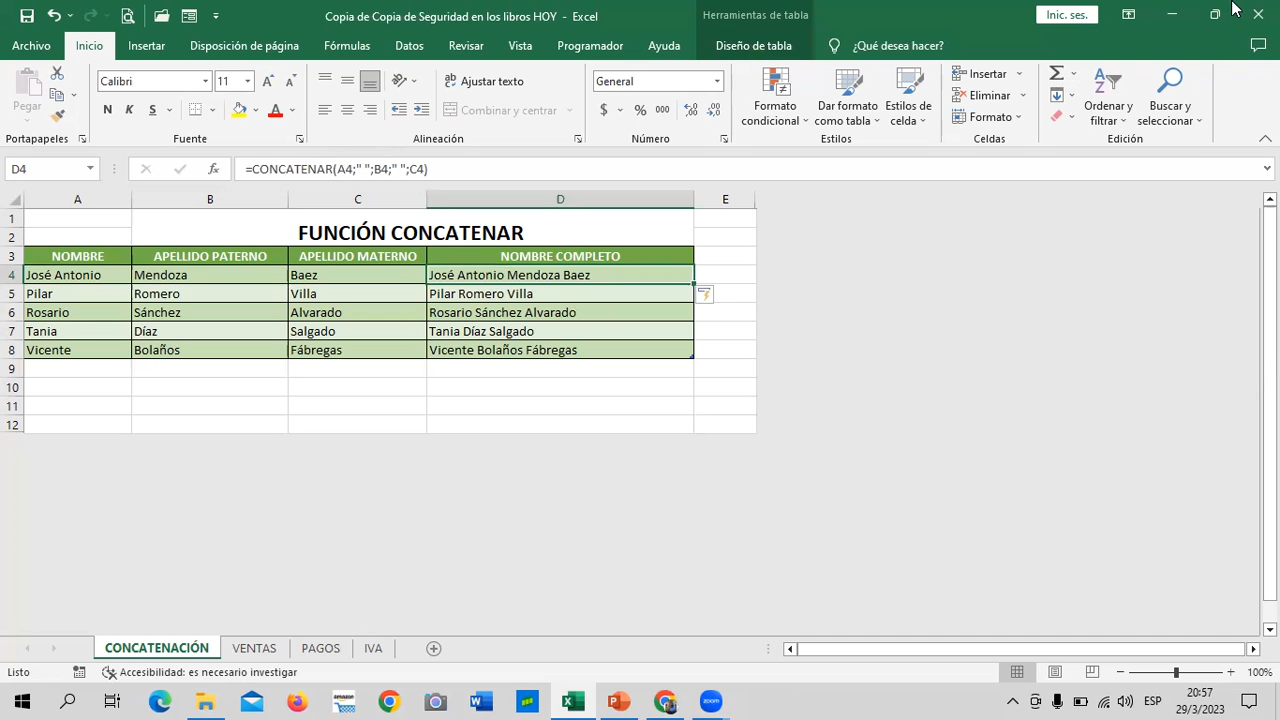 Copia de Copia de Seguridad en los libros HOY - Excel
Herramientas de tabla
Inic. ses.
Archivo Inicio Insertar Disposición de página Fórmulas Datos Revisar Vista Programador Ayuda Diseño de tabla ¿Qué desea hacer?
Pegar
Calibri 11
N K S
Ajustar texto
Combinar y centrar
General
$ % 000
Formato condicional
Dar formato como tabla
Estilos de celda
Insertar
Eliminar
Formato
Ordenar y filtrar
Buscar y seleccionar
Portapapeles Fuente Alineación Número Estilos Celdas Edición
D4 fx =CONCATENAR(A4;" ";B4;" ";C4)
A B C D E
1
2 FUNCIÓN CONCATENAR
3 NOMBRE APELLIDO PATERNO APELLIDO MATERNO NOMBRE COMPLETO
4 José Antonio Mendoza Baez José Antonio Mendoza Baez
5 Pilar Romero Villa Pilar Romero Villa
6 Rosario Sánchez Alvarado Rosario Sánchez Alvarado
7 Tania Díaz Salgado Tania Díaz Salgado
8 Vicente Bolaños Fábregas Vicente Bolaños Fábregas
9
10
11
12
CONCATENACIÓN VENTAS PAGOS IVA
Listo Accesibilidad: es necesario investigar 100%
amazon
zoom
ESP
20:57
29/3/2023